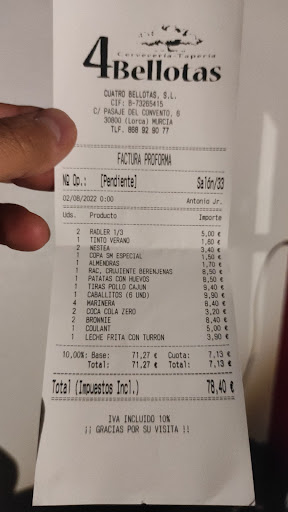 4Bellotas
Cervecería-Tapería
CUATRO BELLOTAS, S.L.
CIF: B-73265415
C/ PASAJE DEL CONVENTO, 6
30800 (Lorca) MURCIA
TLF. 868 92 90 77
FACTURA PROFORMA
Nº Op.: [Pendiente] Salón/33
02/08/2022 0:00 Antonio Jr.
Uds. Producto Importe
2 RADLER 1/3 5,00 €
1 TINTO VERANO 1,60 €
2 NESTEA 3,40 €
1 COPA SM ESPECIAL 1,50 €
1 ALMENDRAS 1,70 €
1 RAC. CRUJIENTE BERENJENAS 8,50 €
1 PATATAS CON HUEVOS 8,50 €
1 TIRAS POLLO CAJUN 9,40 €
1 CABALLITOS (6 UND) 9,90 €
4 MARINERA 8,40 €
2 COCA COLA ZERO 3,20 €
2 BROWNIE 8,40 €
1 COULANT 5,00 €
1 LECHE FRITA CON TURRON 3,90 €
10,00%: Base: 71,27 € Cuota: 7,13 €
Total: 71,27 € Total: 7,13 €
Total (Impuestos Incl.) 78,40 €
IVA INCLUIDO 10%
¡¡ GRACIAS POR SU VISITA !!